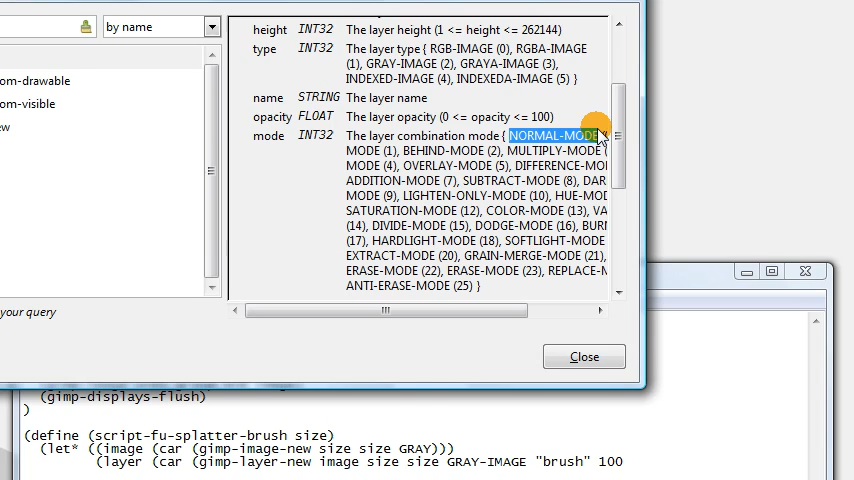 by name
om-drawable
om-visible
your query
height INT32 The layer height (1 <= height <= 262144)
type INT32 The layer type { RGB-IMAGE (0), RGBA-IMAGE
(1), GRAY-IMAGE (2), GRAYA-IMAGE (3),
INDEXED-IMAGE (4), INDEXEDA-IMAGE (5) }
name STRING The layer name
opacity FLOAT The layer opacity (0 <= opacity <= 100)
mode INT32 The layer combination mode { NORMAL-MODE
MODE (1), BEHIND-MODE (2), MULTIPLY-MODE (
MODE (4), OVERLAY-MODE (5), DIFFERENCE-MO
ADDITION-MODE (7), SUBTRACT-MODE (8), DAR
MODE (9), LIGHTEN-ONLY-MODE (10), HUE-MOD
SATURATION-MODE (12), COLOR-MODE (13), VA
(14), DIVIDE-MODE (15), DODGE-MODE (16), BUR
(17), HARDLIGHT-MODE (18), SOFTLIGHT-MODE
EXTRACT-MODE (20), GRAIN-MERGE-MODE (21),
ERASE-MODE (22), ERASE-MODE (23), REPLACE-
ANTI-ERASE-MODE (25) }
Close
(gimp-displays-flush)
)
(define (script-fu-splatter-brush size)
(let* ((image (car (gimp-image-new size size GRAY)))
(layer (car (gimp-layer-new image size size GRAY-IMAGE "brush" 100